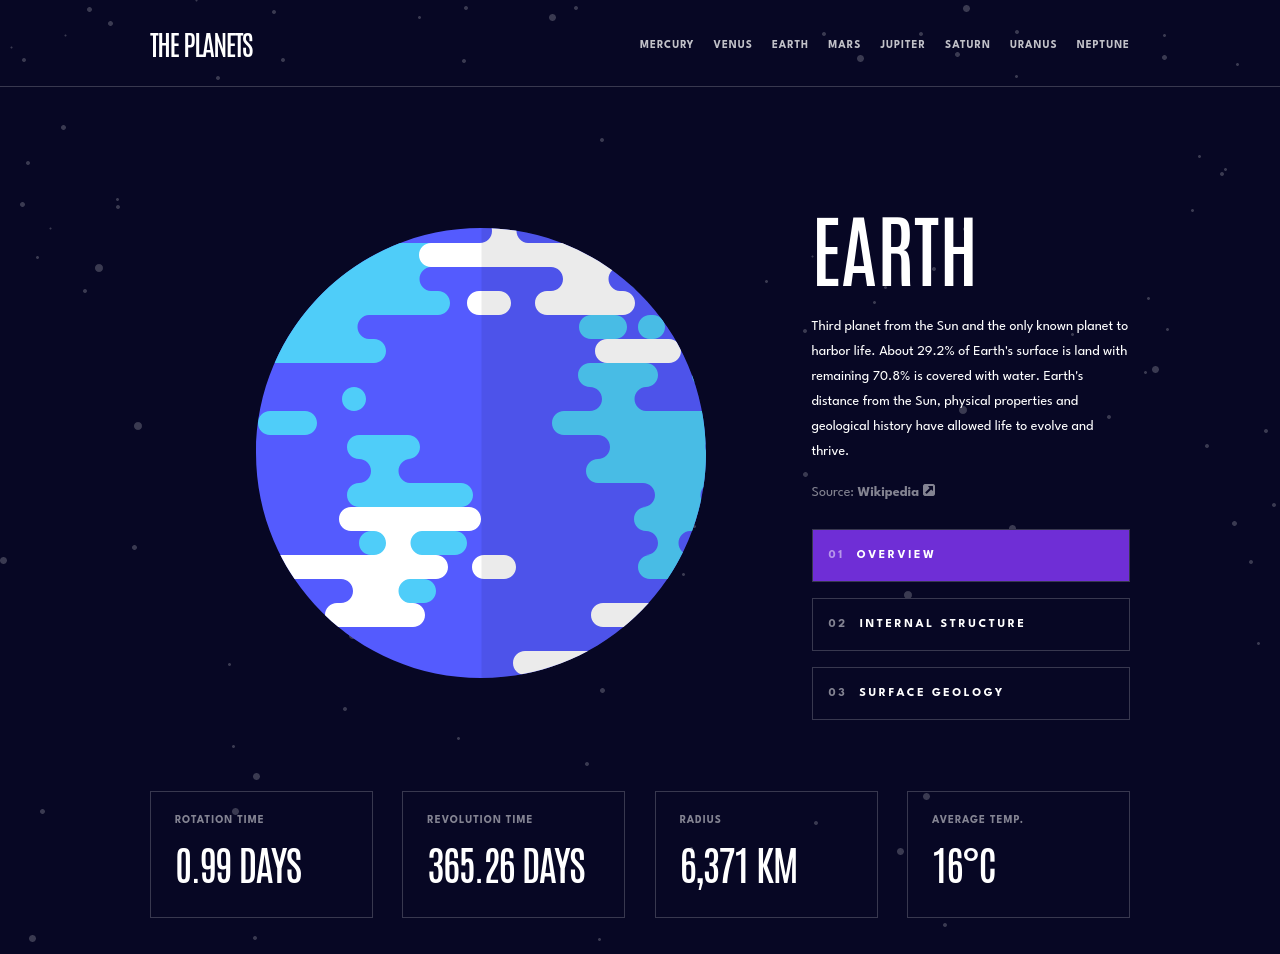 THE PLANETS
MERCURY VENUS EARTH MARS JUPITER SATURN URANUS NEPTUNE
EARTH
Third planet from the Sun and the only known planet to
harbor life. About 29.2% of Earth's surface is land with
remaining 70.8% is covered with water. Earth's
distance from the Sun, physical properties and
geological history have allowed life to evolve and
thrive.
Source: Wikipedia
01 OVERVIEW
02 INTERNAL STRUCTURE
03 SURFACE GEOLOGY
ROTATION TIME
0.99 DAYS
REVOLUTION TIME
365.26 DAYS
RADIUS
6,371 KM
AVERAGE TEMP.
16°C